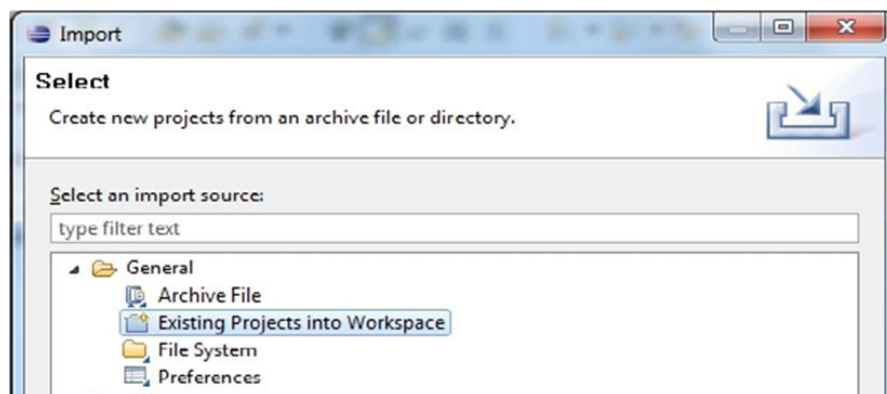 Import
Select
Create new projects from an archive file or directory.
Select an import source:
type filter text
General
Archive File
Existing Projects into Workspace
File System
Preferences